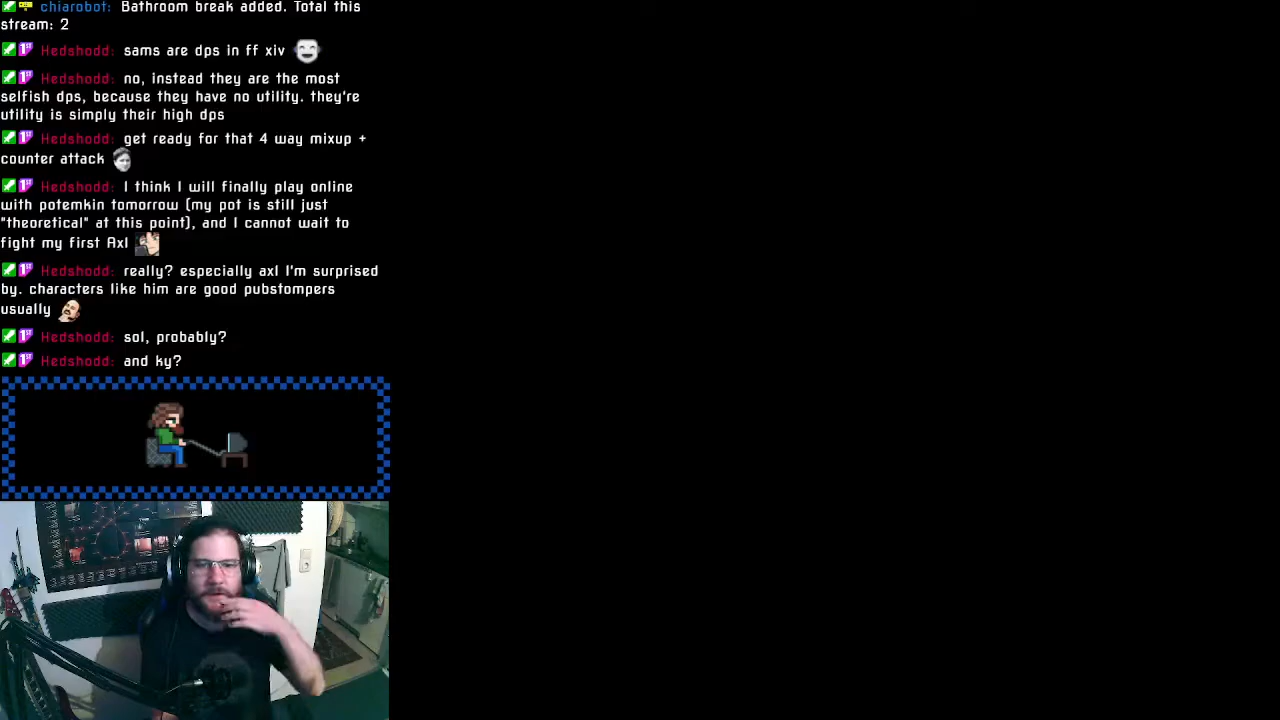 chiarobot: Bathroom break added. Total this
stream: 2
Hedshodd: sams are dps in ff xiv
Hedshodd: no, instead they are the most
selfish dps, because they have no utility. they're
utility is simply their high dps
Hedshodd: get ready for that 4 way mixup +
counter attack
Hedshodd: I think I will finally play online
with potemkin tomorrow (my pot is still just
"theoretical" at this point), and I cannot wait to
fight my first Axl
Hedshodd: really? especially axl I'm surprised
by. characters like him are good pubstompers
usually
Hedshodd: sol, probably?
Hedshodd: and ky?